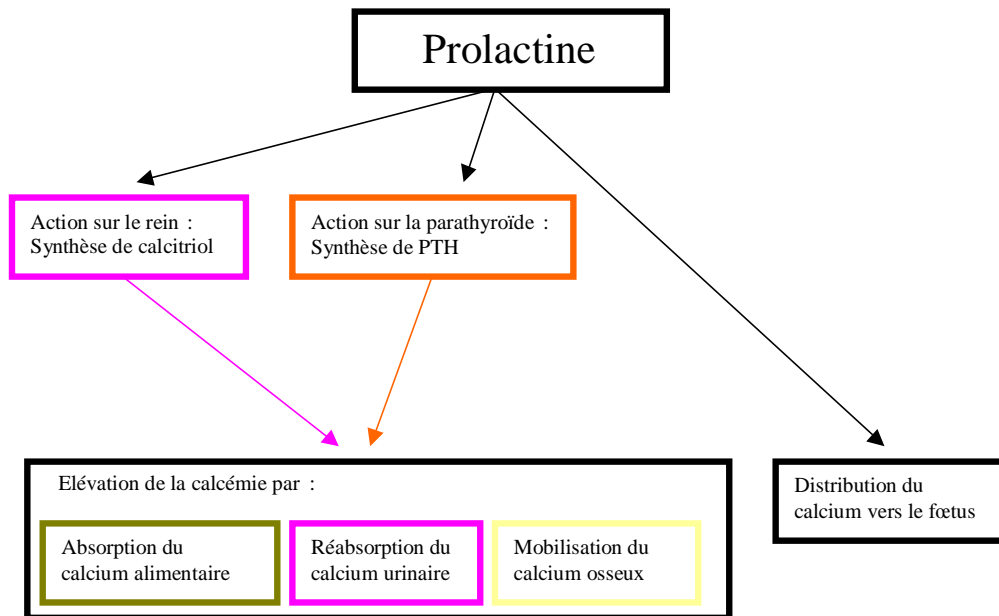 Prolactine
Action sur le rein :
Synthèse de calcitriol
Action sur la parathyroïde :
Synthèse de PTH
Elévation de la calcémie par :
Absorption du
calcium alimentaire
Réabsorption du
calcium urinaire
Mobilisation du
calcium osseux
Distribution du
calcium vers le fœtus